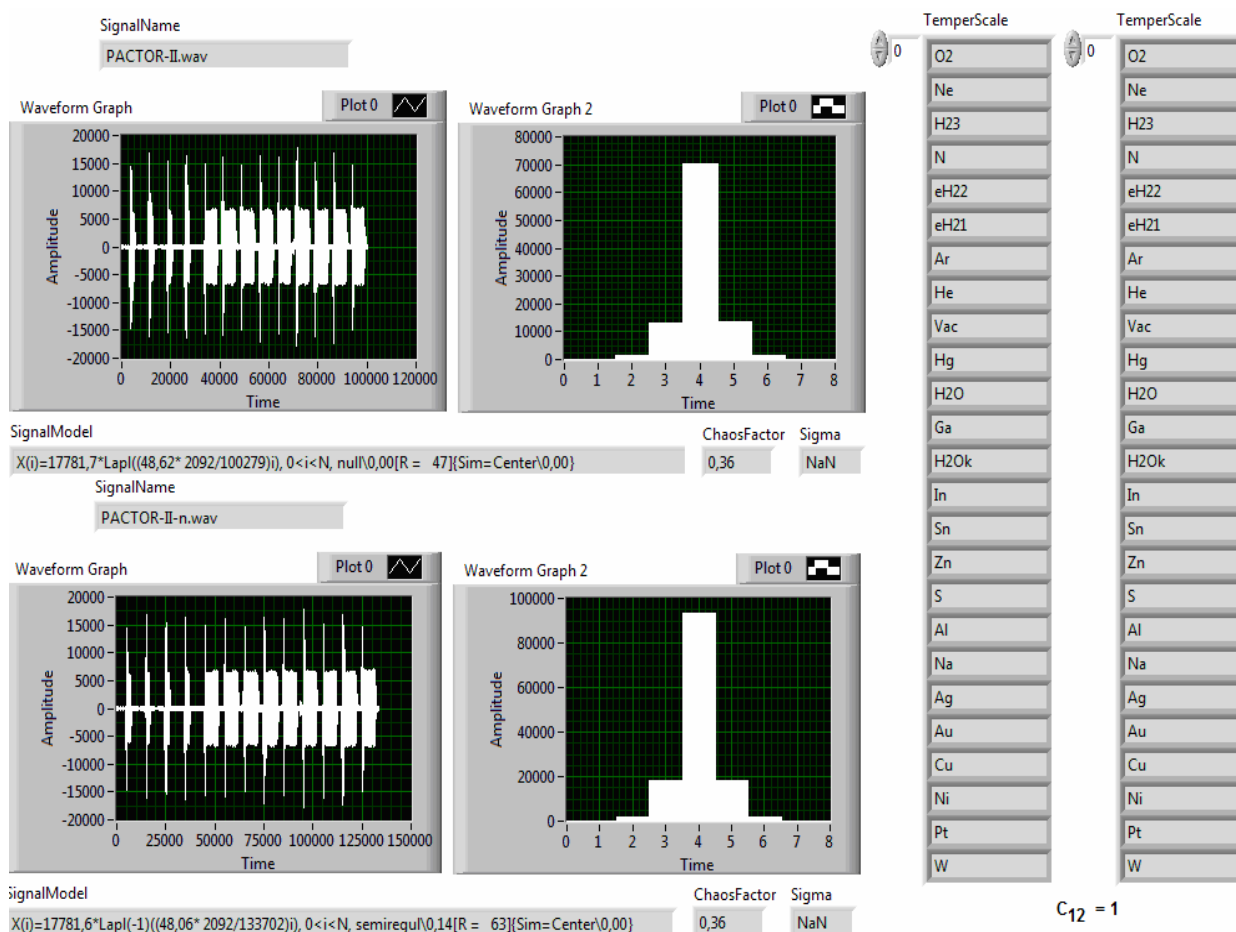 SignalName
PACTOR-II.wav
Waveform Graph
Plot 0
20000
15000
10000
5000
0
-5000
-10000
-15000
-20000
Amplitude
0 20000 40000 60000 80000 100000 120000
Time
Waveform Graph 2
Plot 0
80000
70000
60000
50000
40000
30000
20000
10000
0
Amplitude
0 1 2 3 4 5 6 7 8
Time
SignalModel
X(i)=17781,7*Lapl((48,62* 2092/100279)i), 0<i<N, null\0,00[R = 47]{Sim=Center\0,00}
ChaosFactor
0,36
Sigma
NaN
SignalName
PACTOR-II-n.wav
Waveform Graph
Plot 0
20000
15000
10000
5000
0
-5000
-10000
-15000
-20000
Amplitude
0 25000 50000 75000 100000 125000 150000
Time
Waveform Graph 2
Plot 0
100000
80000
60000
40000
20000
0
Amplitude
0 1 2 3 4 5 6 7 8
Time
SignalModel
X(i)=17781,6*Lapl(-1)((48,06* 2092/133702)i), 0<i<N, semiregul\0,14[R = 63]{Sim=Center\0,00}
ChaosFactor
0,36
Sigma
NaN
TemperScale
0
O2
Ne
H23
N
eH22
eH21
Ar
He
Vac
Hg
H2O
Ga
H2Ok
In
Sn
Zn
S
Al
Na
Ag
Au
Cu
Ni
Pt
W
TemperScale
0
O2
Ne
H23
N
eH22
eH21
Ar
He
Vac
Hg
H2O
Ga
H2Ok
In
Sn
Zn
S
Al
Na
Ag
Au
Cu
Ni
Pt
W
C12 = 1